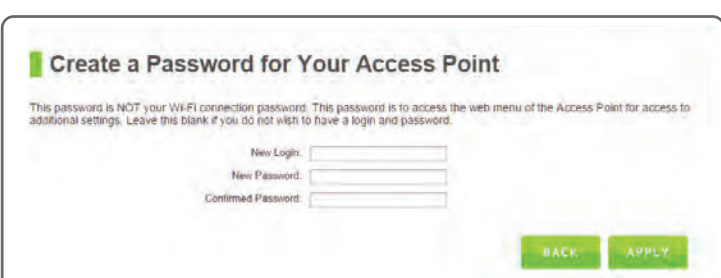 Create a Password for Your Access Point
This password is NOT your Wi-Fi connection password. This password is to access the web menu of the Access Point for access to
additional settings. Leave this blank if you do not wish to have a login and password.
New Login:
New Password:
Confirmed Password:
BACK APPLY